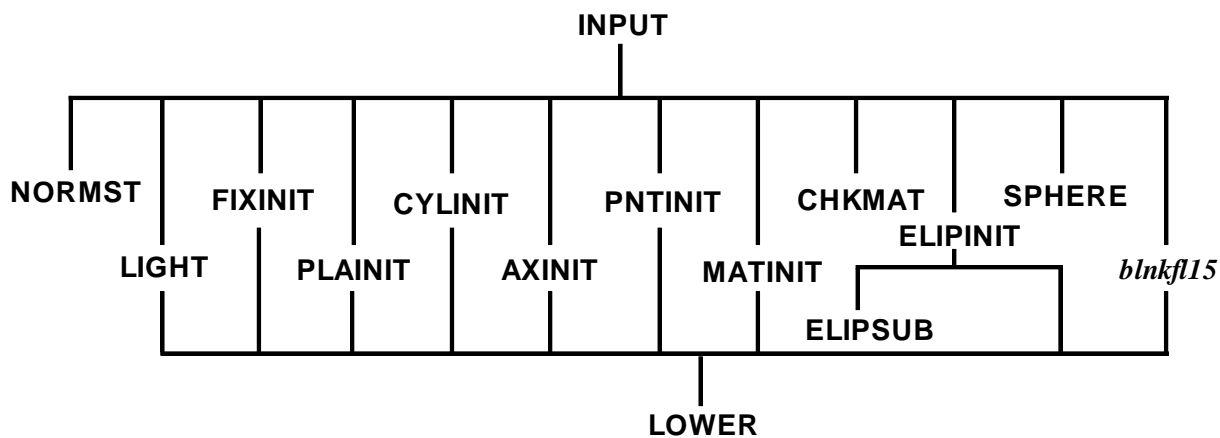 INPUT
NORMST
FIXINIT
CYLINIT
PNTINIT
CHKMAT
SPHERE
ELIPINIT
LIGHT
PLAINIT
AXINIT
MATINIT
blnkfl15
ELIPSUB
LOWER